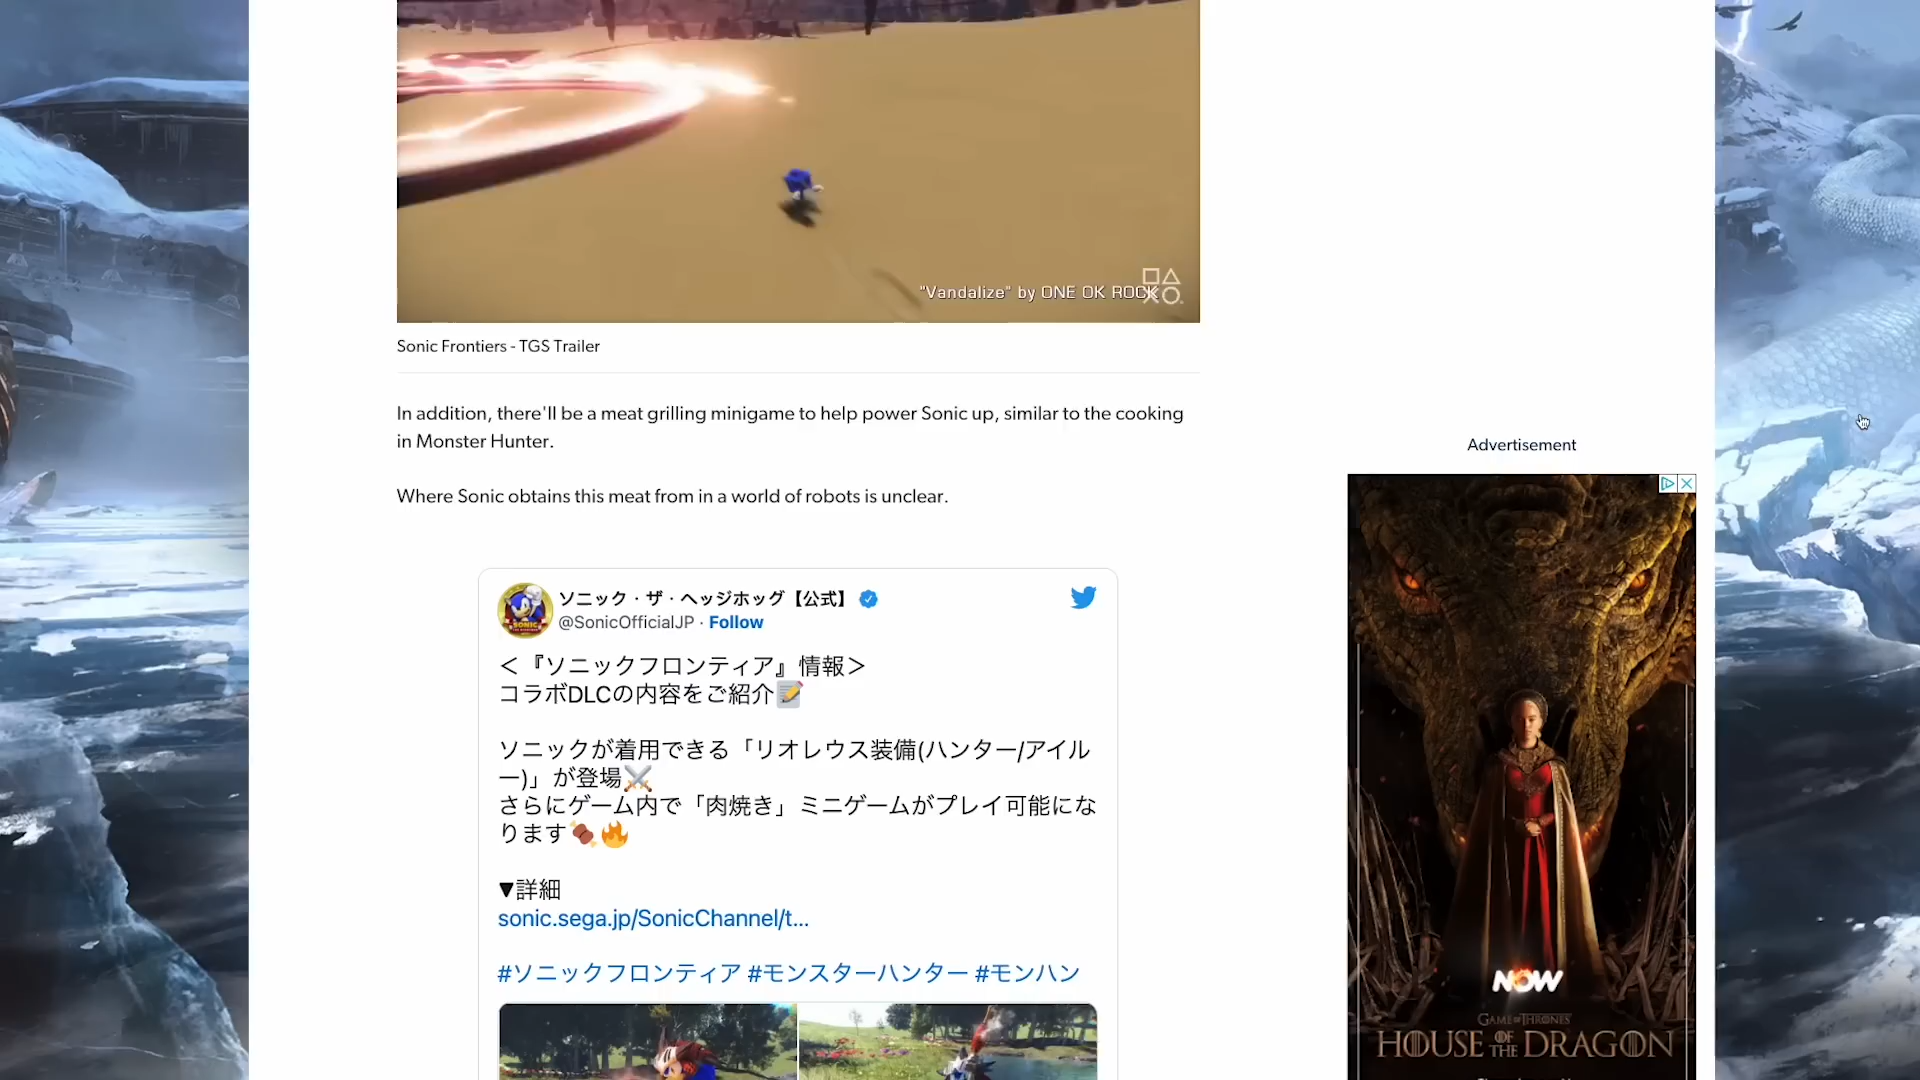 "Vandalize" by ONE OK ROCK
Sonic Frontiers - TGS Trailer
In addition, there'll be a meat grilling minigame to help power Sonic up, similar to the cooking
in Monster Hunter.
Where Sonic obtains this meat from in a world of robots is unclear.
ソニック・ザ・ヘッジホッグ【公式】
@SonicOfficialJP · Follow
＜『ソニックフロンティア』情報＞
コラボDLCの内容をご紹介📝
ソニックが着用できる「リオレウス装備(ハンター/アイル
ー)」が登場⚔️
さらにゲーム内で「肉焼き」ミニゲームがプレイ可能にな
ります🍖🔥
▼詳細
sonic.sega.jp/SonicChannel/t...
#ソニックフロンティア #モンスターハンター #モンハン
Advertisement
NOW
GAME OF THRONES
HOUSE OF THE DRAGON